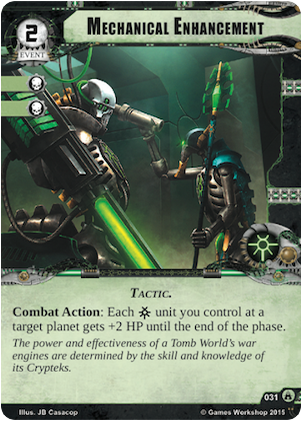 2
MECHANICAL ENHANCEMENT
EVENT
TACTIC.
Combat Action: Each unit you control at a
target planet gets +2 HP until the end of the phase.
The power and effectiveness of a Tomb World's war
engines are determined by the skill and knowledge of
its Crypteks.
031
Illus. JB Casacop
© Games Workshop 2015